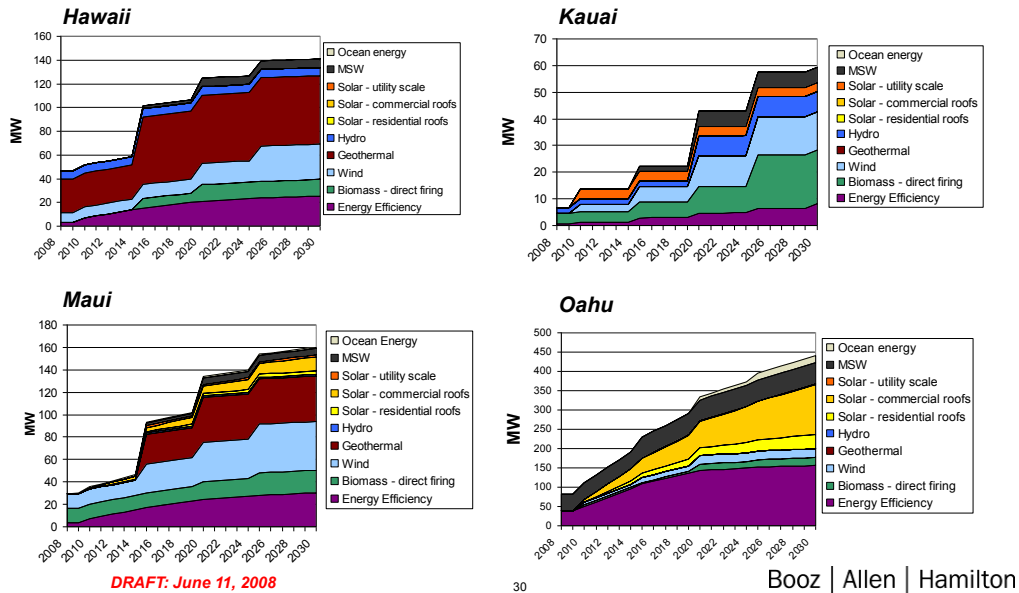 Hawaii
160
140
120
100
80
60
40
20
0
MW
2008
2010
2012
2014
2016
2018
2020
2022
2024
2026
2028
2030
Ocean energy
MSW
Solar - utility scale
Solar - commercial roofs
Solar - residential roofs
Hydro
Geothermal
Wind
Biomass - direct firing
Energy Efficiency
Kauai
70
60
50
40
30
20
10
0
MW
2008
2010
2012
2014
2016
2018
2020
2022
2024
2026
2028
2030
Ocean energy
MSW
Solar - utility scale
Solar - commercial roofs
Solar - residential roofs
Hydro
Geothermal
Wind
Biomass - direct firing
Energy Efficiency
Maui
180
160
140
120
100
80
60
40
20
0
MW
2008
2010
2012
2014
2016
2018
2020
2022
2024
2026
2028
2030
Ocean Energy
MSW
Solar - utility scale
Solar - commercial roofs
Solar - residential roofs
Hydro
Geothermal
Wind
Biomass - direct firing
Energy Efficiency
Oahu
500
450
400
350
300
250
200
150
100
50
0
MW
2008
2010
2012
2014
2016
2018
2020
2022
2024
2026
2028
2030
Ocean energy
MSW
Solar - utility scale
Solar - commercial roofs
Solar - residential roofs
Hydro
Wind
Biomass - direct firing
Energy Efficiency
DRAFT: June 11, 2008
30
Booz | Allen | Hamilton